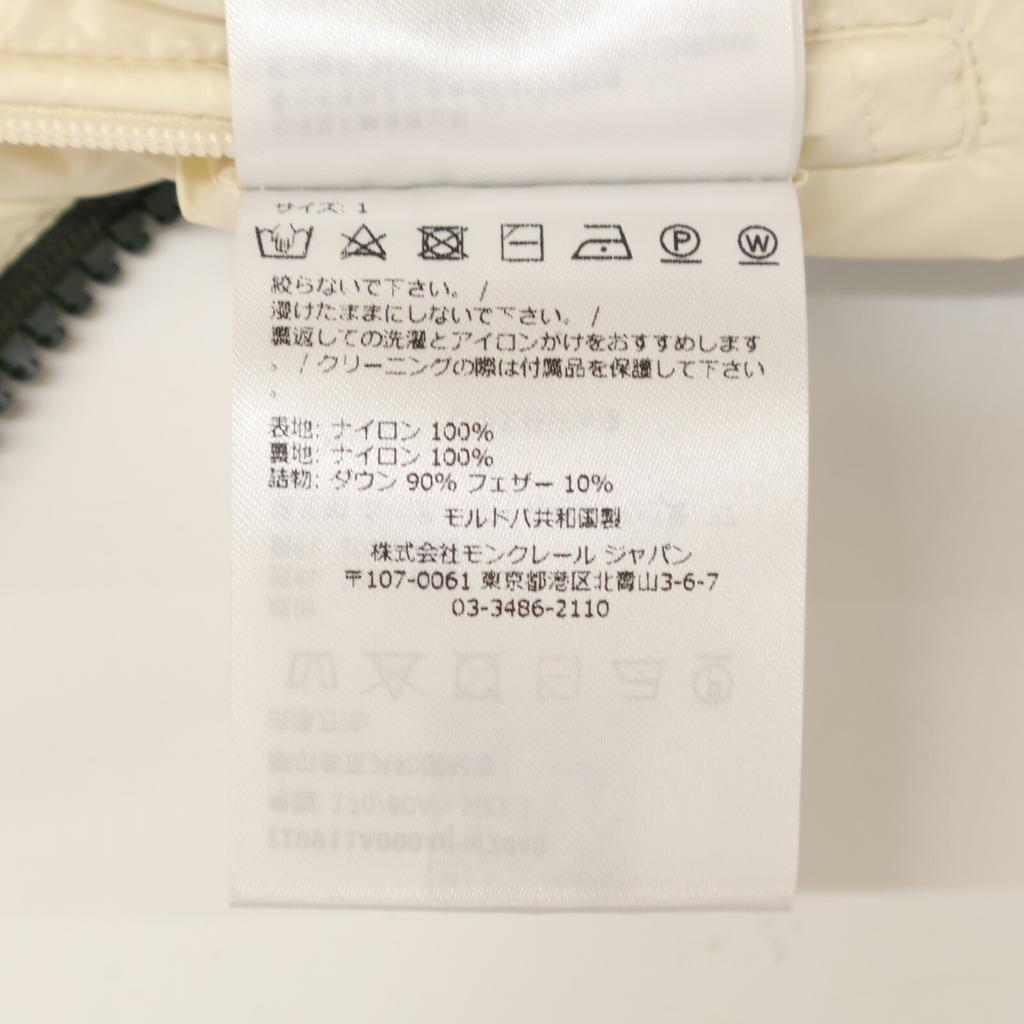 サイズ: 1
P W
絞らないで下さい。 /
浸けたままにしないで下さい。 /
裏返しての洗濯とアイロンがけをおすすめします
。 / クリーニングの際は付属品を保護して下さい
。
表地: ナイロン 100%
裏地: ナイロン 100%
詰物: ダウン 90% フェザー 10%
モルドバ共和国製
株式会社モンクレール ジャパン
〒107-0061 東京都港区北青山3-6-7
03-3486-2110